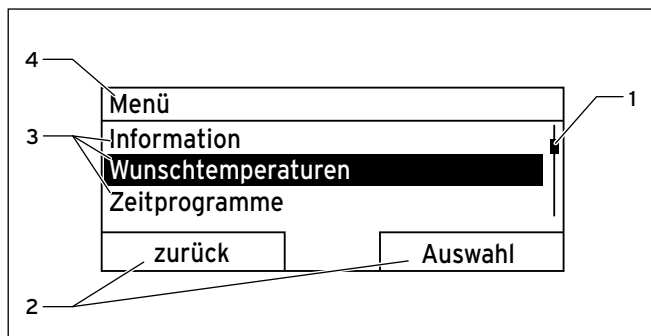 4
Menü
1
3
Information
Wunschtemperaturen
Zeitprogramme
zurück Auswahl
2